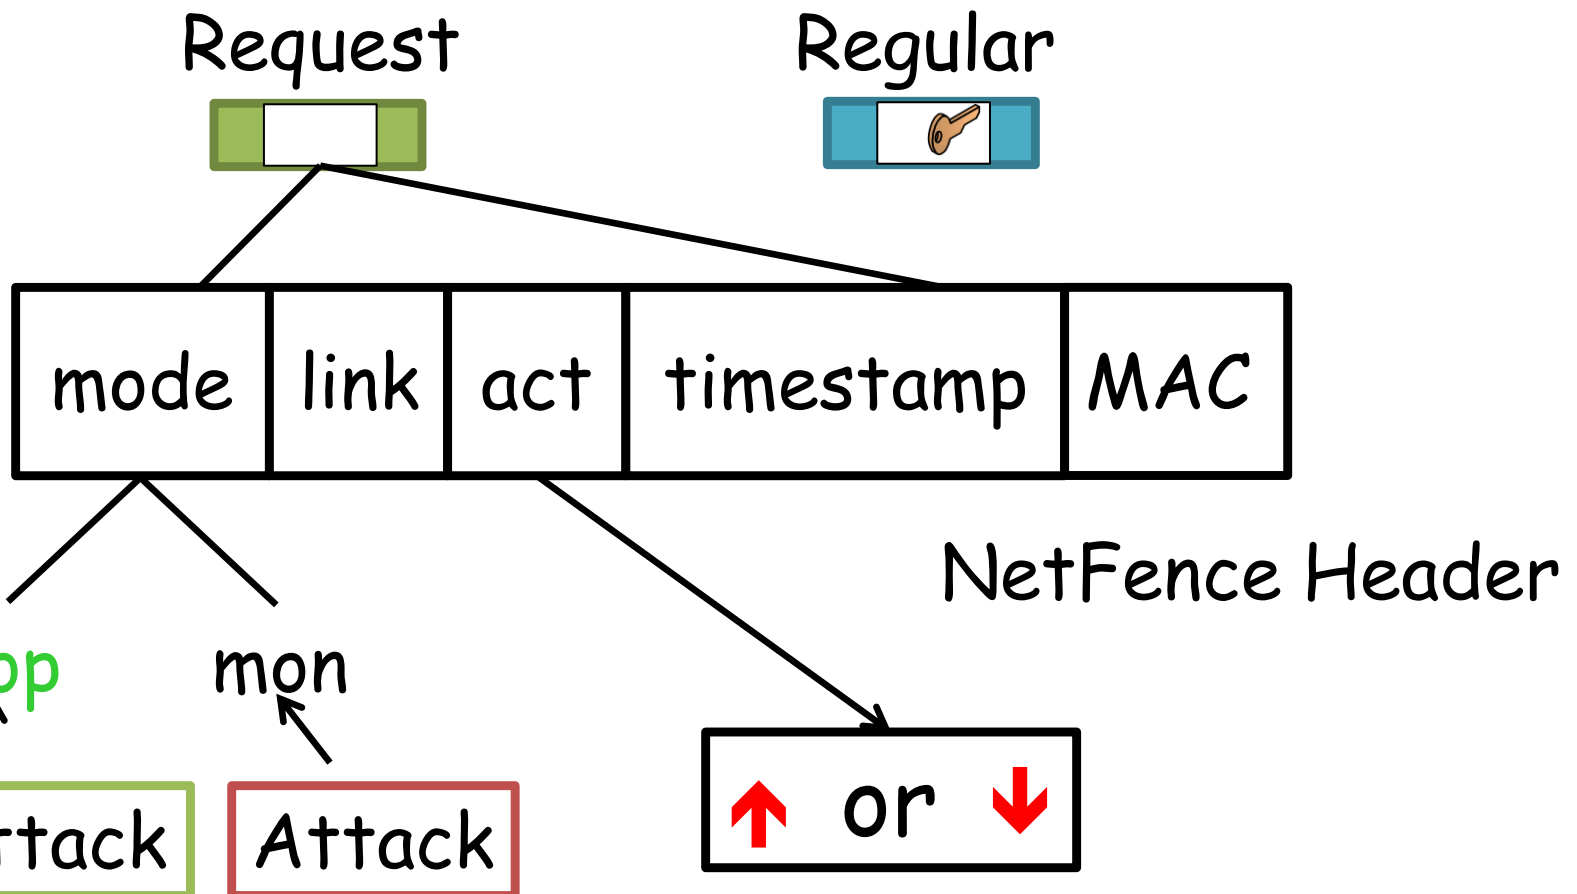 Request Regular
mode link act timestamp MAC
NetFence Header
mon
or
Attack